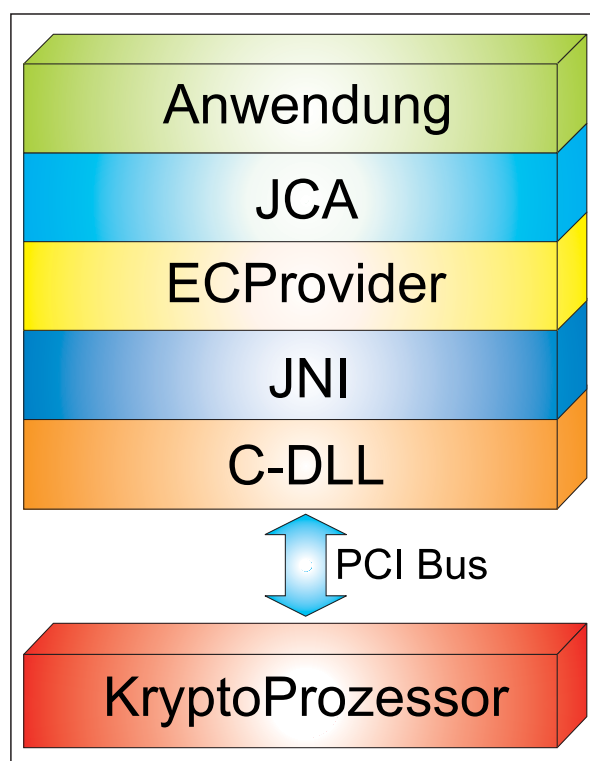 Anwendung
JCA
ECProvider
JNI
C-DLL
PCI Bus
KryptoProzessor